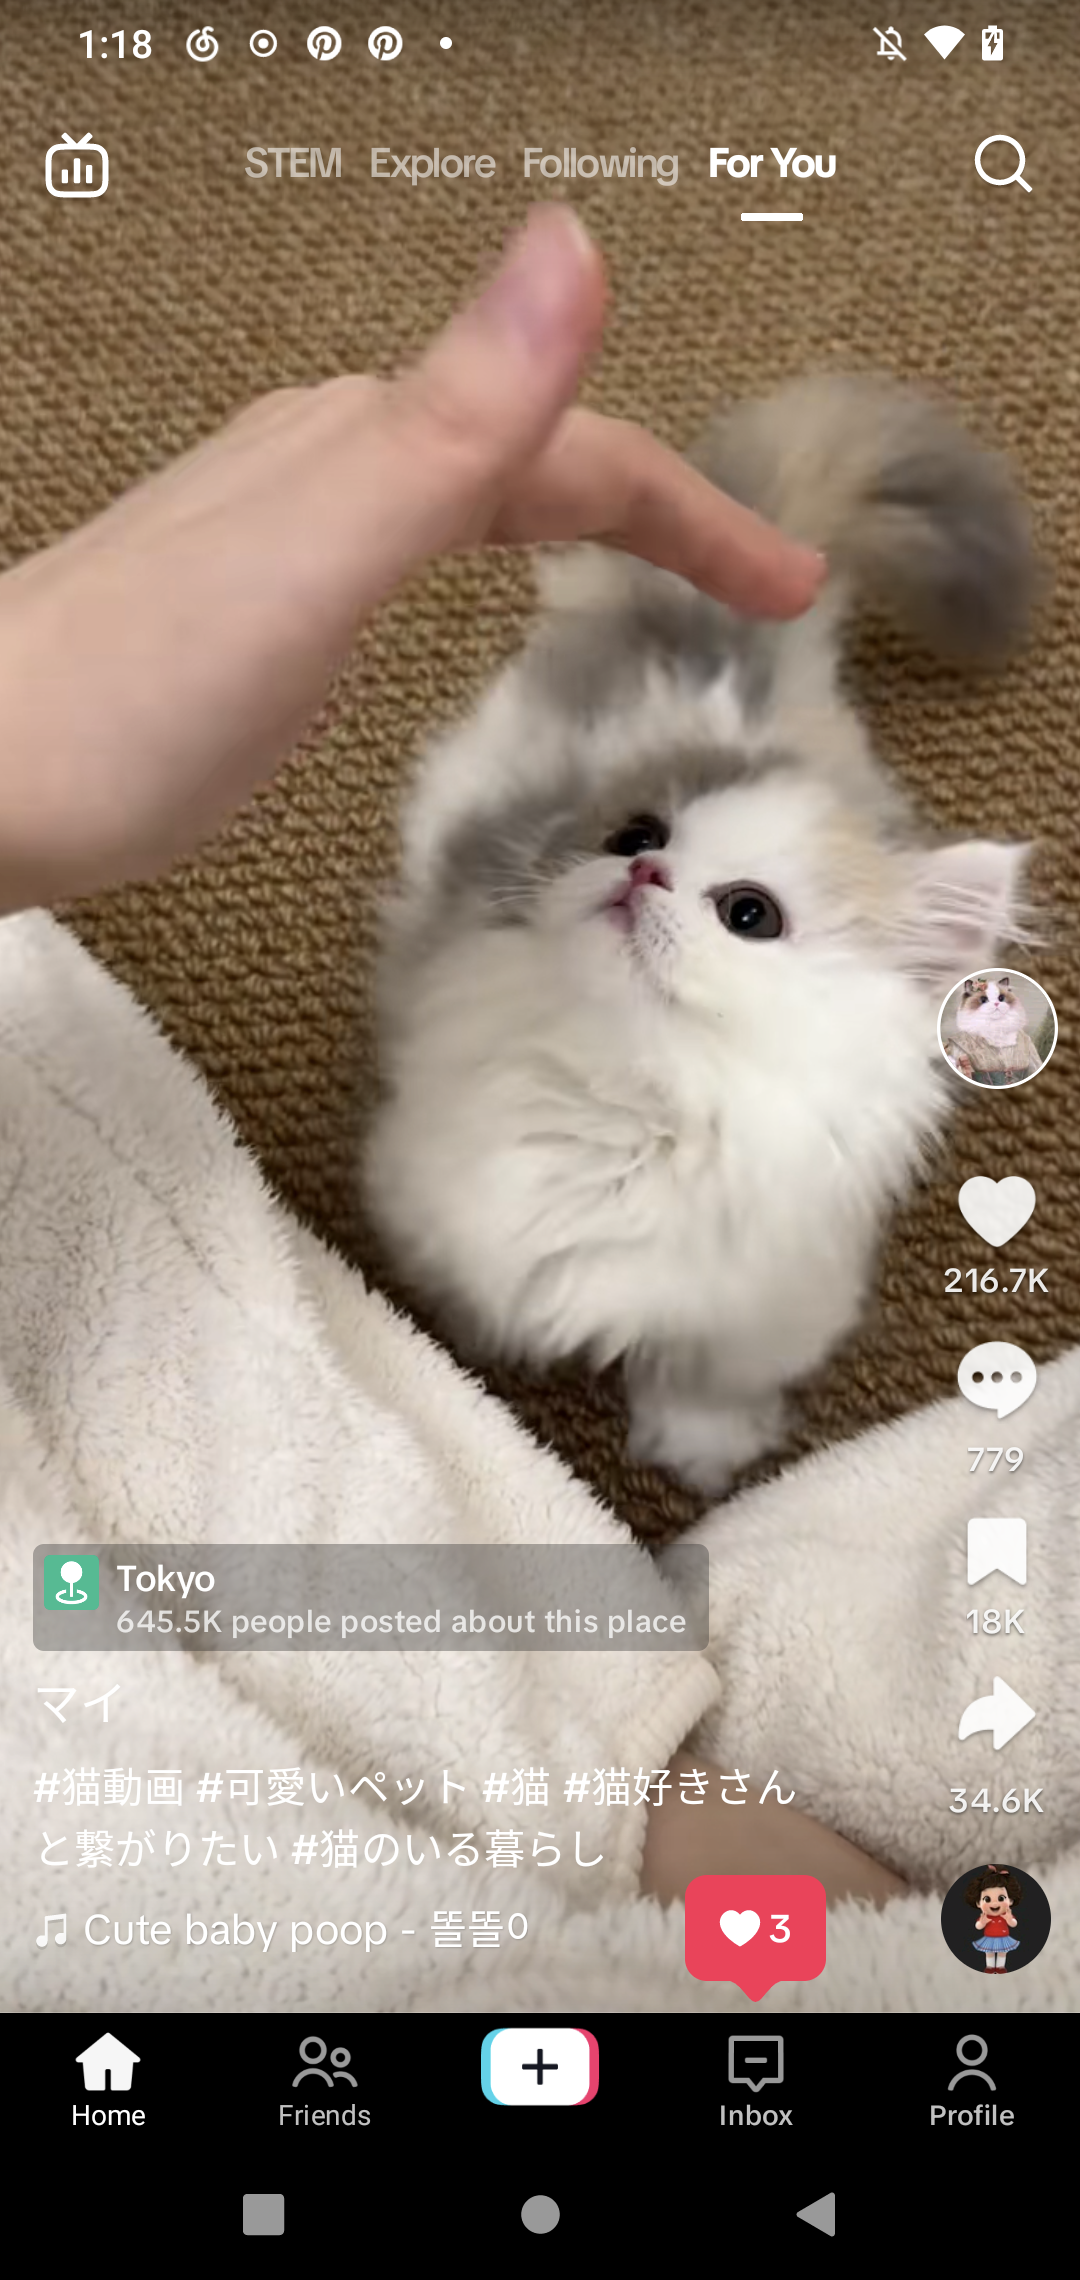 1:18
STEM Explore Following For You
216.7K
779
18K
34.6K
Tokyo
645.5K people posted about this place
マイ
#猫動画 #可愛いペット #猫 #猫好きさん
と繋がりたい #猫のいる暮らし
Cute baby poop - 똘똘0
3
Home Friends Inbox Profile